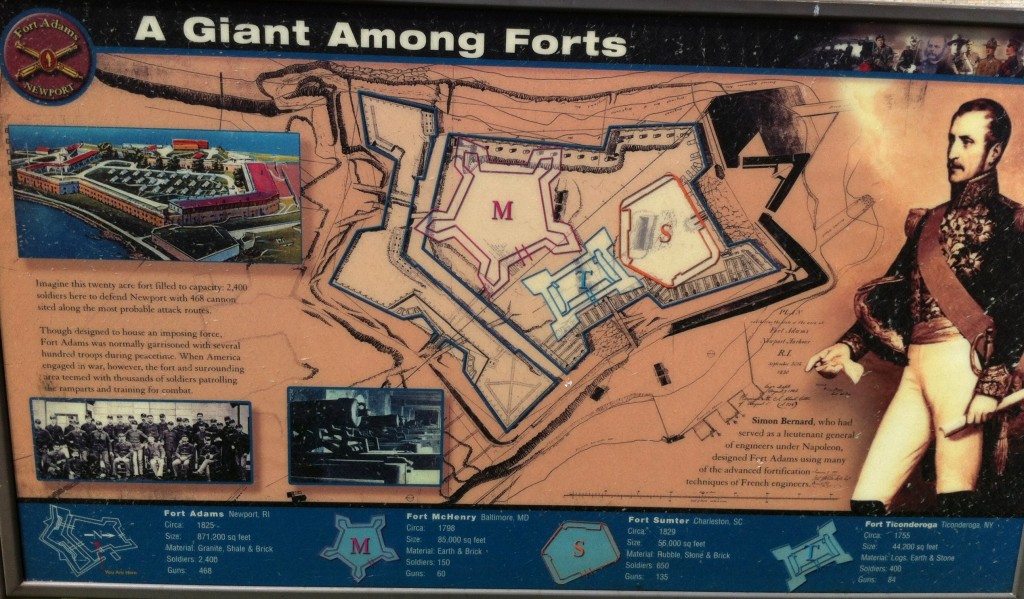 Fort Adams
NEWPORT
A Giant Among Forts
M
S
T
Imagine this twenty acre fort filled to capacity: 2,400
soldiers here to defend Newport with 468 cannon
sited along the most probable attack routes.
Though designed to house an imposing force,
Fort Adams was normally garrisoned with several
hundred troops during peacetime. When America
engaged in war, however, the fort and surrounding
area teemed with thousands of soldiers patrolling
the ramparts and training for combat.
PLAN
Fort Adams
Newport Harbour
R.I.
Simon Bernard, who had
served as a lieutenant general
of engineers under Napoleon,
designed Fort Adams using many
of the advanced fortification
techniques of French engineers.
You Are Here
Fort Adams Newport, RI
Circa: 1825-
Size: 871,200 sq feet
Material: Granite, Shale & Brick
Soldiers: 2,400
Guns: 468
M
Fort McHenry Baltimore, MD
Circa: 1798
Size: 85,000 sq feet
Material: Earth & Brick
Soldiers: 150
Guns: 60
S
Fort Sumter Charleston, SC
Circa: 1829
Size: 56,000 sq feet
Material: Rubble, Stone & Brick
Soldiers: 650
Guns: 135
T
Fort Ticonderoga Ticonderoga, NY
Circa: 1755
Size: 44,200 sq feet
Material: Logs, Earth & Stone
Soldiers: 400
Guns: 84